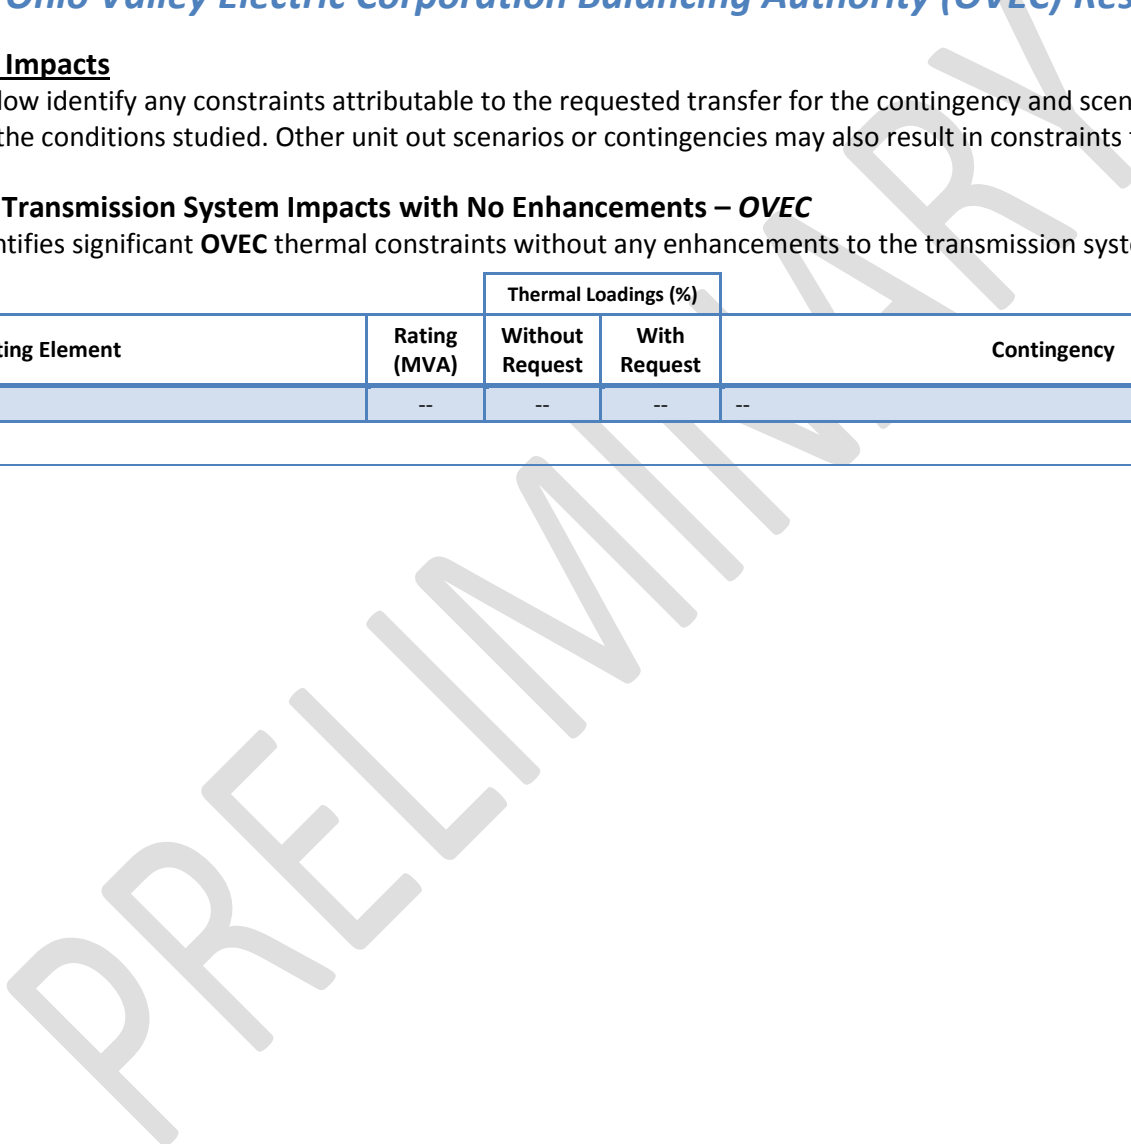 Ohio Valley Electric Corporation Balancing Authority (OVEC) Res
Impacts
low identify any constraints attributable to the requested transfer for the contingency and scen
the conditions studied. Other unit out scenarios or contingencies may also result in constraints
Transmission System Impacts with No Enhancements – OVEC
ntifies significant OVEC thermal constraints without any enhancements to the transmission syst
Thermal Loadings (%)
ting Element Rating (MVA) Without Request With Request Contingency
-- -- -- --
PRELIMINARY